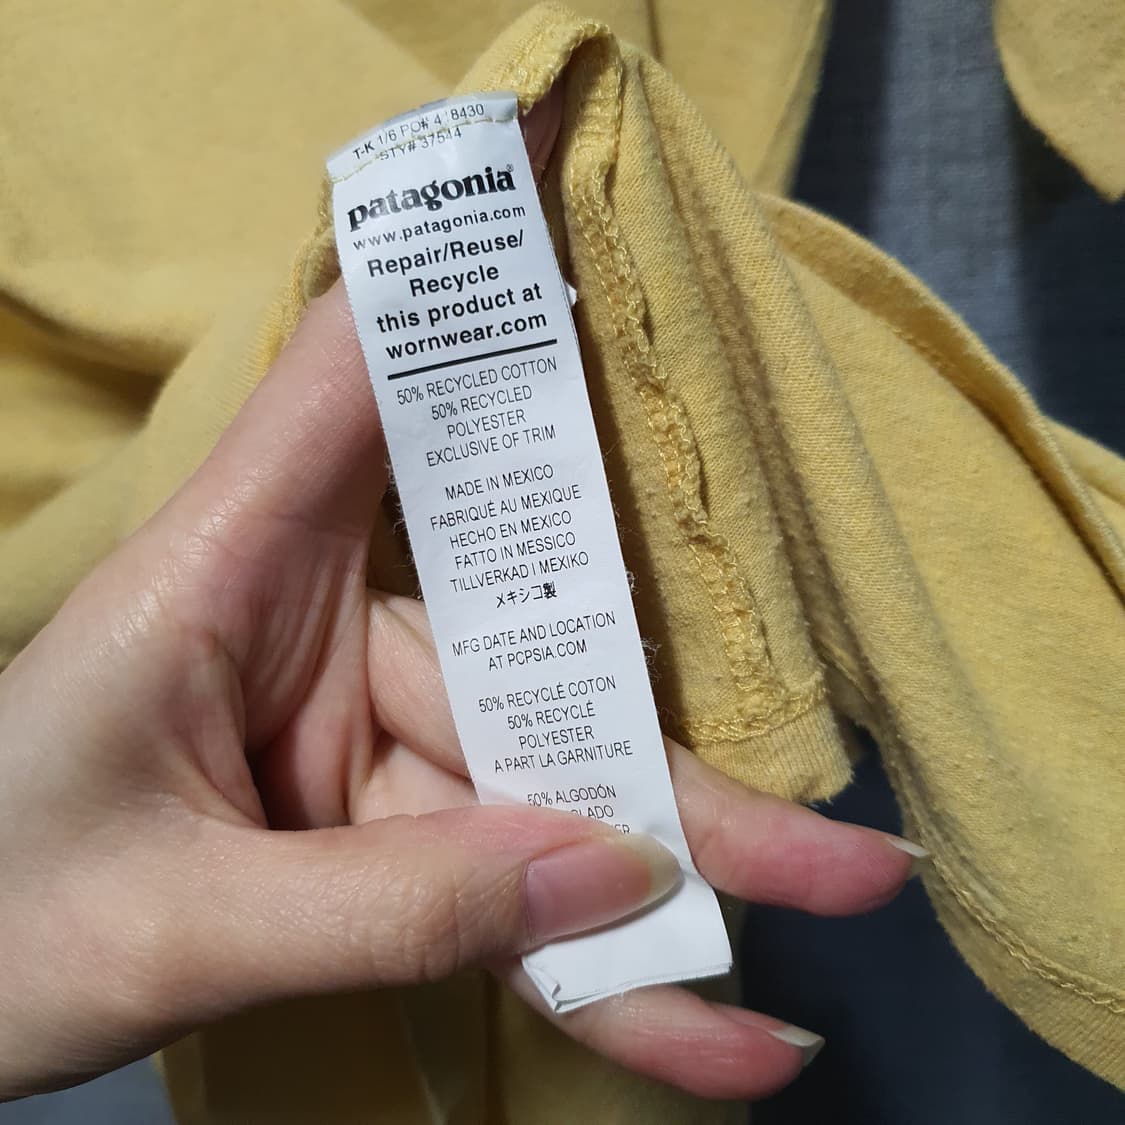 T-K 1/6 PO# 4 8430
STY# 37544
patagonia®
www.patagonia.com
Repair/Reuse/
Recycle
this product at
wornwear.com
50% RECYCLED COTTON
50% RECYCLED
POLYESTER
EXCLUSIVE OF TRIM
MADE IN MEXICO
FABRIQUÉ AU MEXIQUE
HECHO EN MEXICO
FATTO IN MESSICO
TILLVERKAD I MEXIKO
メキシコ製
MFG DATE AND LOCATION
AT PCPSIA.COM
50% RECYCLÉ COTON
50% RECYCLÉ
POLYESTER
A PART LA GARNITURE
50% ALGODÓN